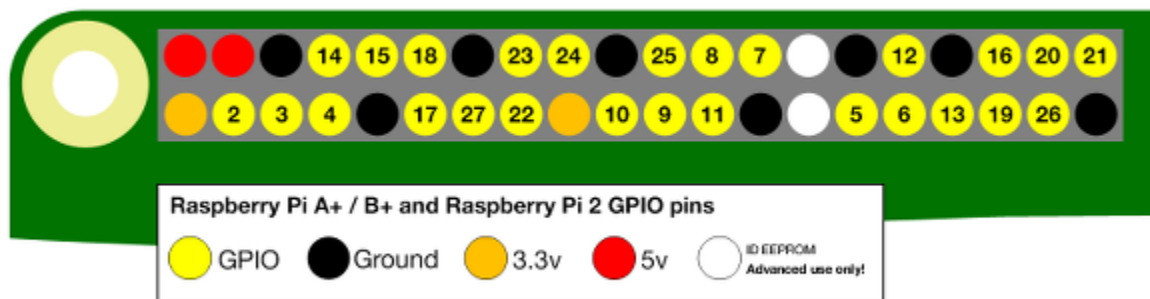 14 15 18 23 24 25 8 7 12 16 20 21
2 3 4 17 27 22 10 9 11 5 6 13 19 26
Raspberry Pi A+ / B+ and Raspberry Pi 2 GPIO pins
GPIO Ground 3.3v 5v ID EEPROM
Advanced use only!